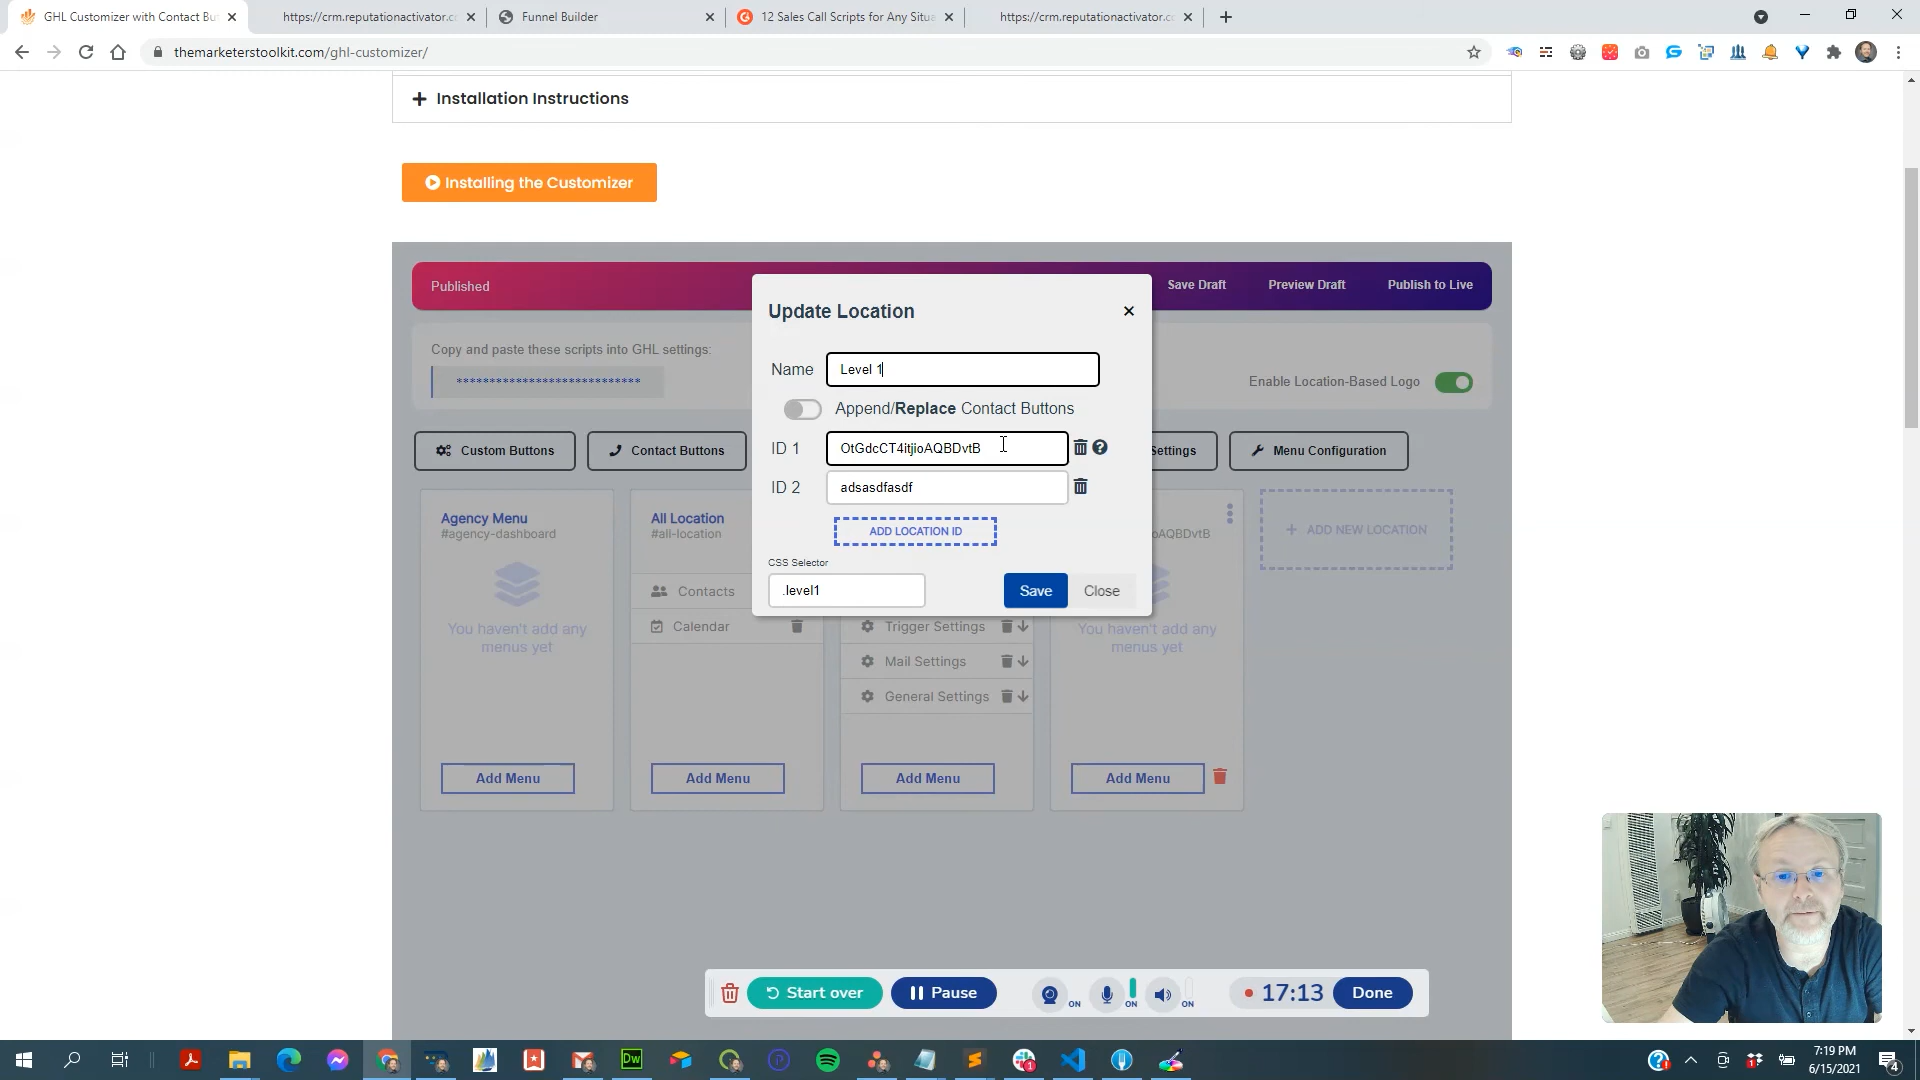 GHL Customizer with Contact Bu
https://crm.reputationactivator.c
Funnel Builder
12 Sales Call Scripts for Any Situa
https://crm.reputationactivator.c
themarketerstoolkit.com/ghl-customizer/
Installation Instructions
Installing the Customizer
Published
Save Draft
Preview Draft
Publish to Live
Copy and paste these scripts into GHL settings:
****************************
Enable Location-Based Logo
Custom Buttons
Contact Buttons
Settings
Menu Configuration
Update Location
Name
Level 1
Append/Replace Contact Buttons
ID 1
OtGdcCT4itjioAQBDvtB
ID 2
adsasdfasdf
ADD LOCATION ID
CSS Selector
.level1
Save
Close
Agency Menu
#agency-dashboard
You haven't add any
menus yet
Add Menu
All Location
#all-location
Contacts
Calendar
Add Menu
Trigger Settings
Mail Settings
General Settings
Add Menu
oAQBDvtB
You haven't add any
menus yet
Add Menu
+ ADD NEW LOCATION
Start over
Pause
ON
ON
ON
17:13
Done
Dw
7:19 PM
6/15/2021
4